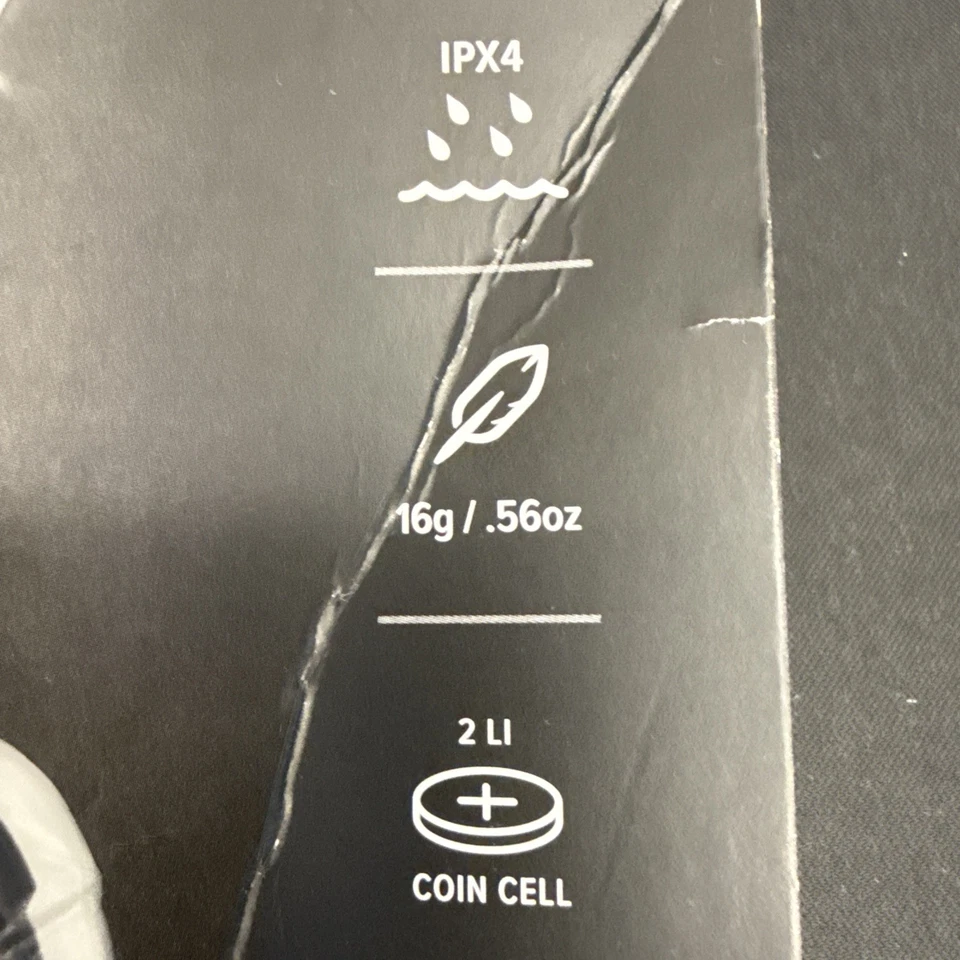 IPX4
16g / .56oz
2 LI
COIN CELL